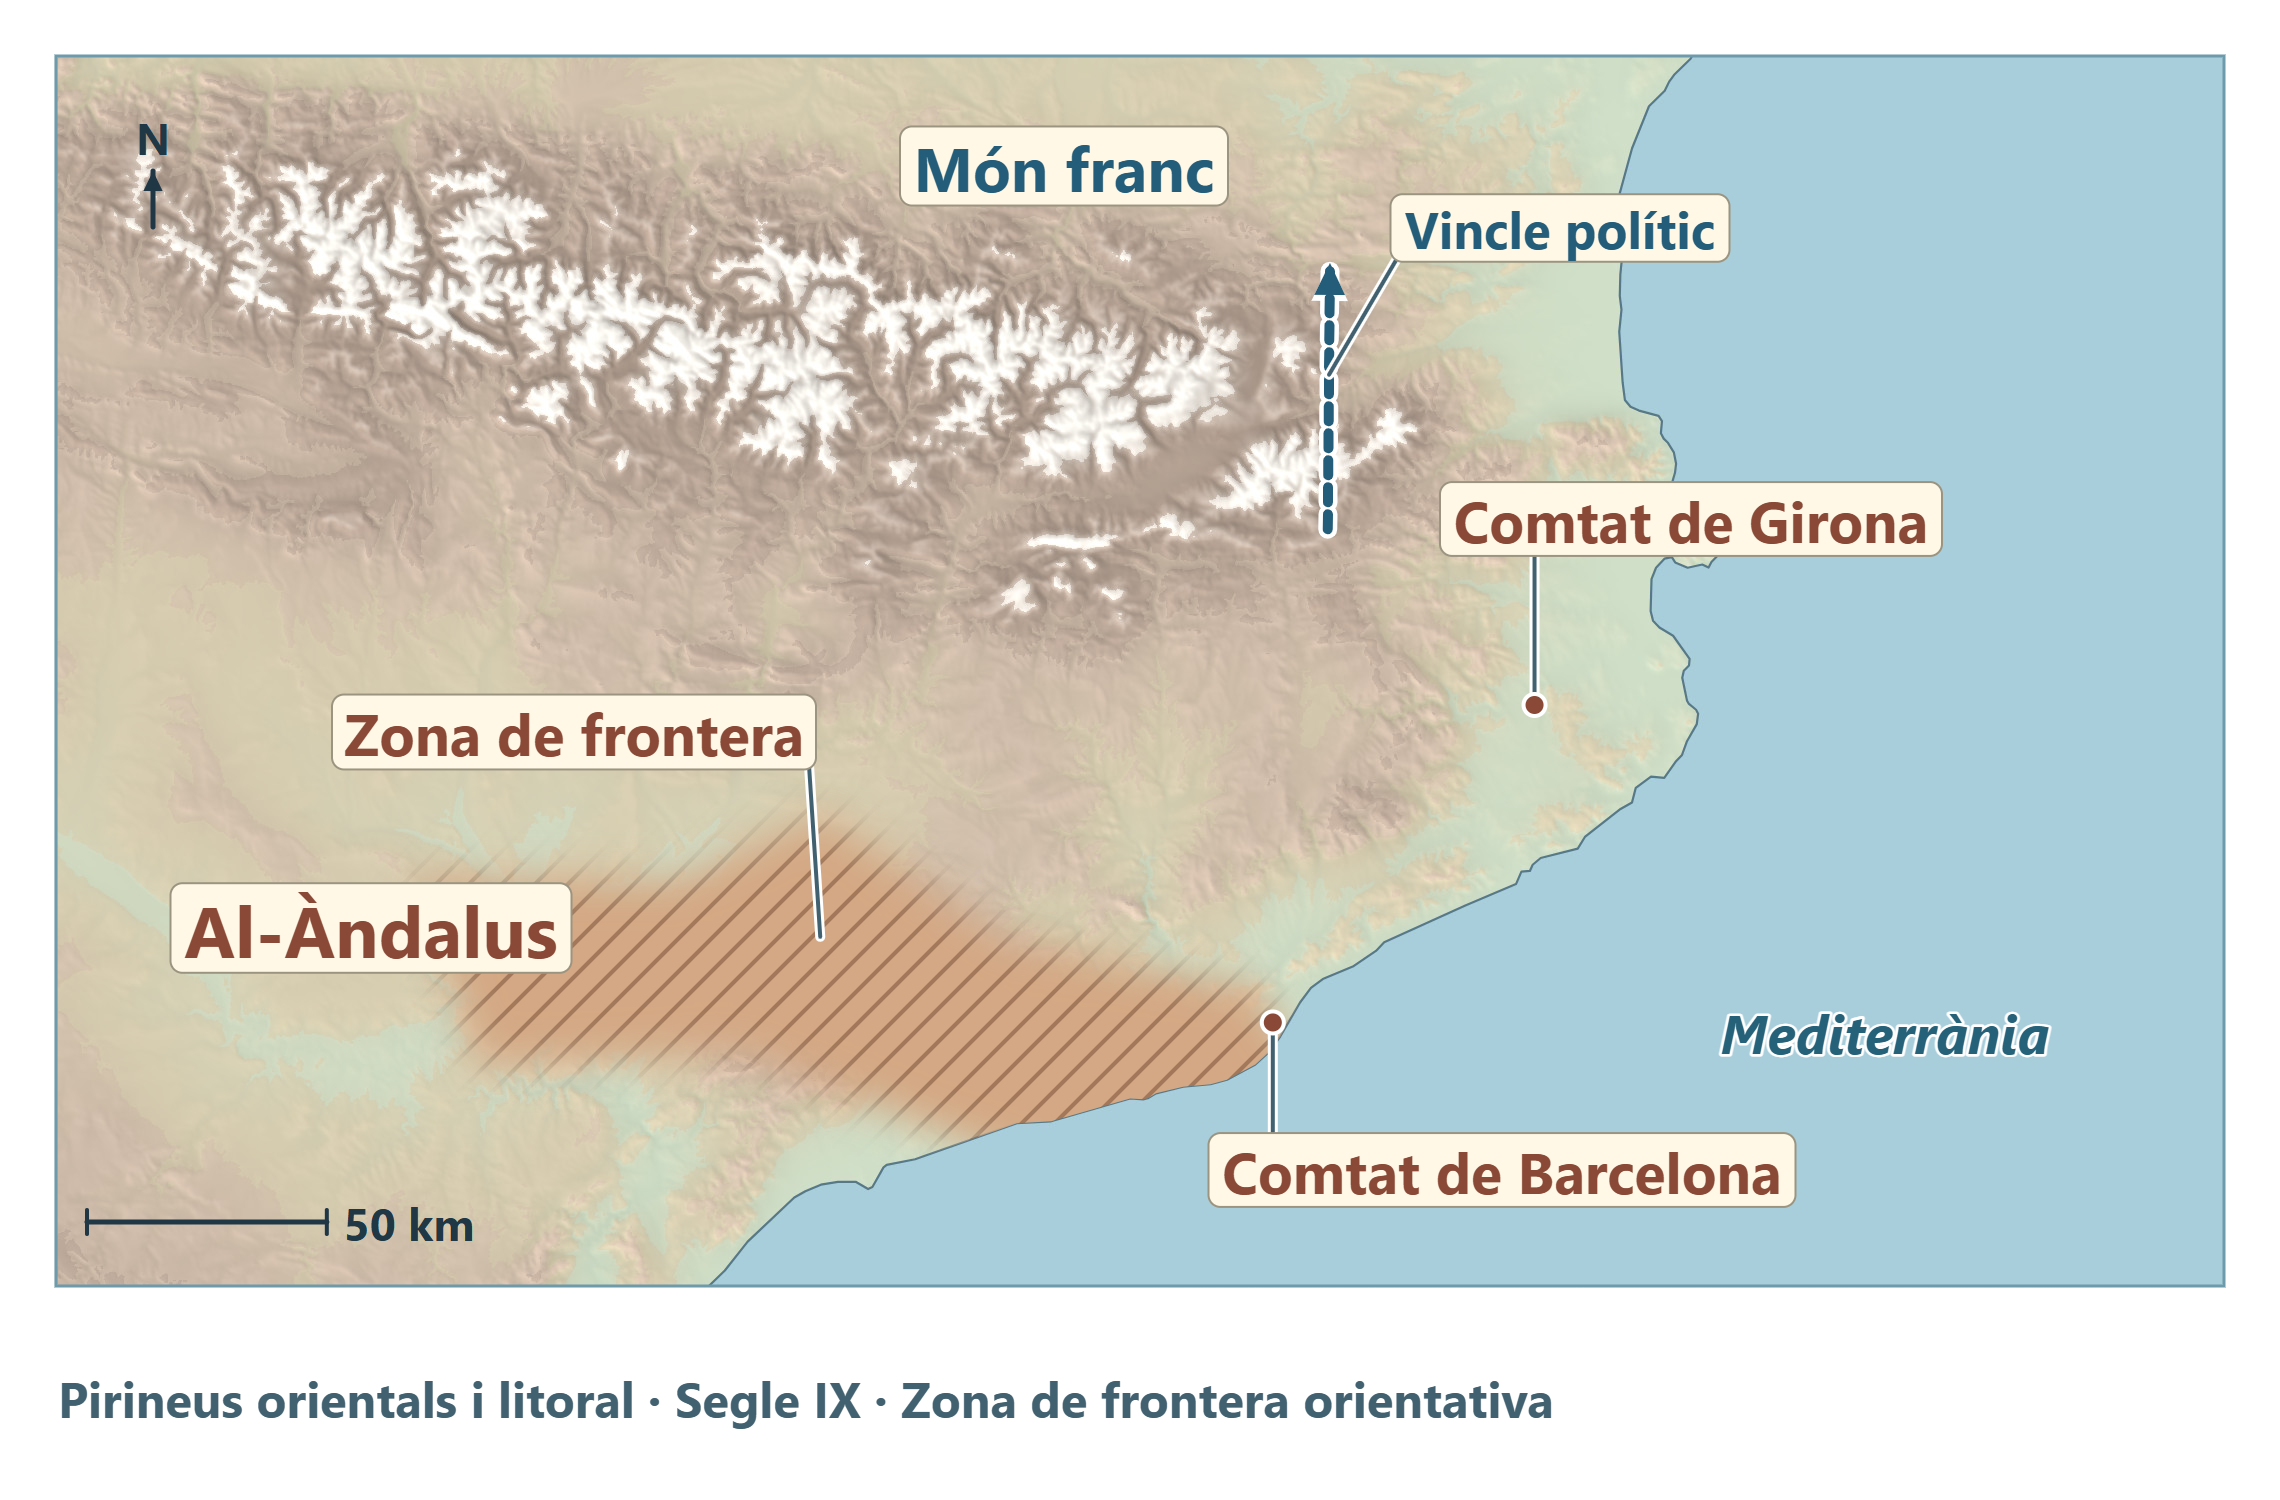 N
Món franc
Vincle polític
Comtat de Girona
Zona de frontera
Al-Àndalus
Mediterrània
Comtat de Barcelona
50 km
Pirineus orientals i litoral · Segle IX · Zona de frontera orientativa